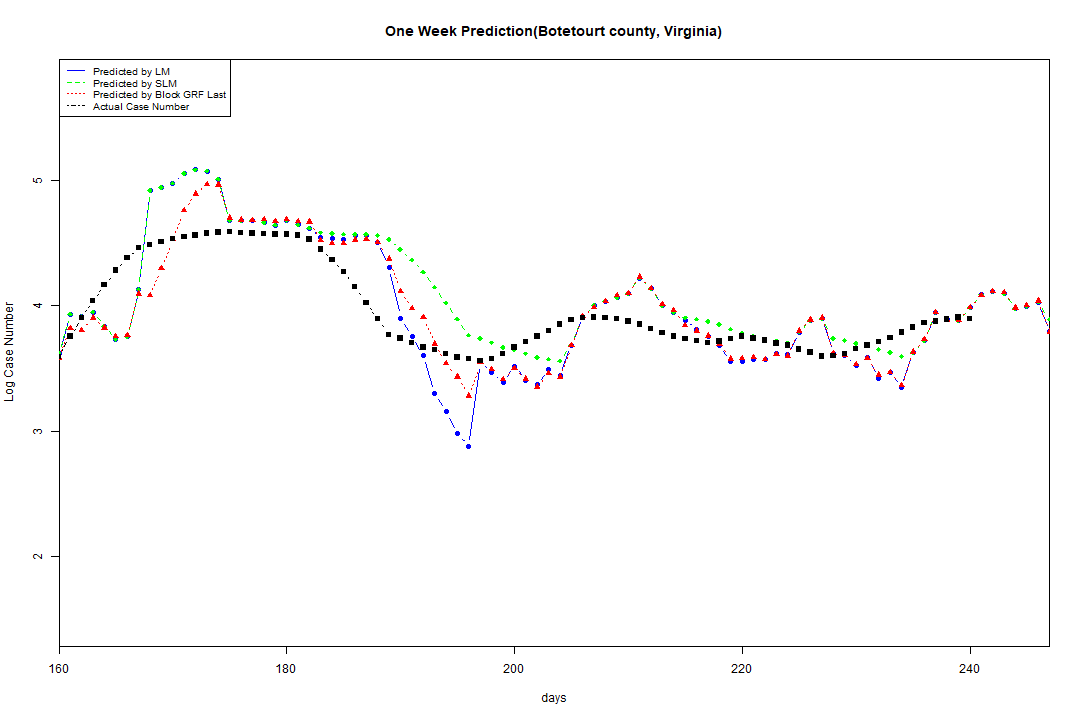 One Week Prediction(Botetourt county, Virginia)
Predicted by LM
Predicted by SLM
Predicted by Block GRF Last
Actual Case Number
5
4
3
2
Log Case Number
160 180 200 220 240
days